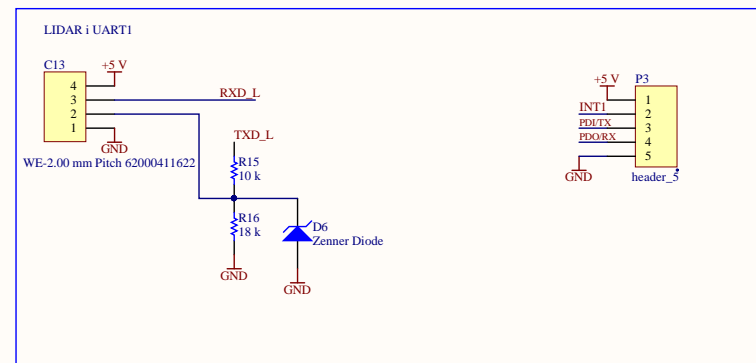 LIDAR i UART1
C13
+5 V
4
3
2
1
RXD_L
GND
WE-2.00 mm Pitch 62000411622
TXD_L
R15
10 k
R16
18 k
D6
Zenner Diode
GND
GND
+5 V
P3
INT1
PDI/TX
PDO/RX
1
2
3
4
5
GND
header_5